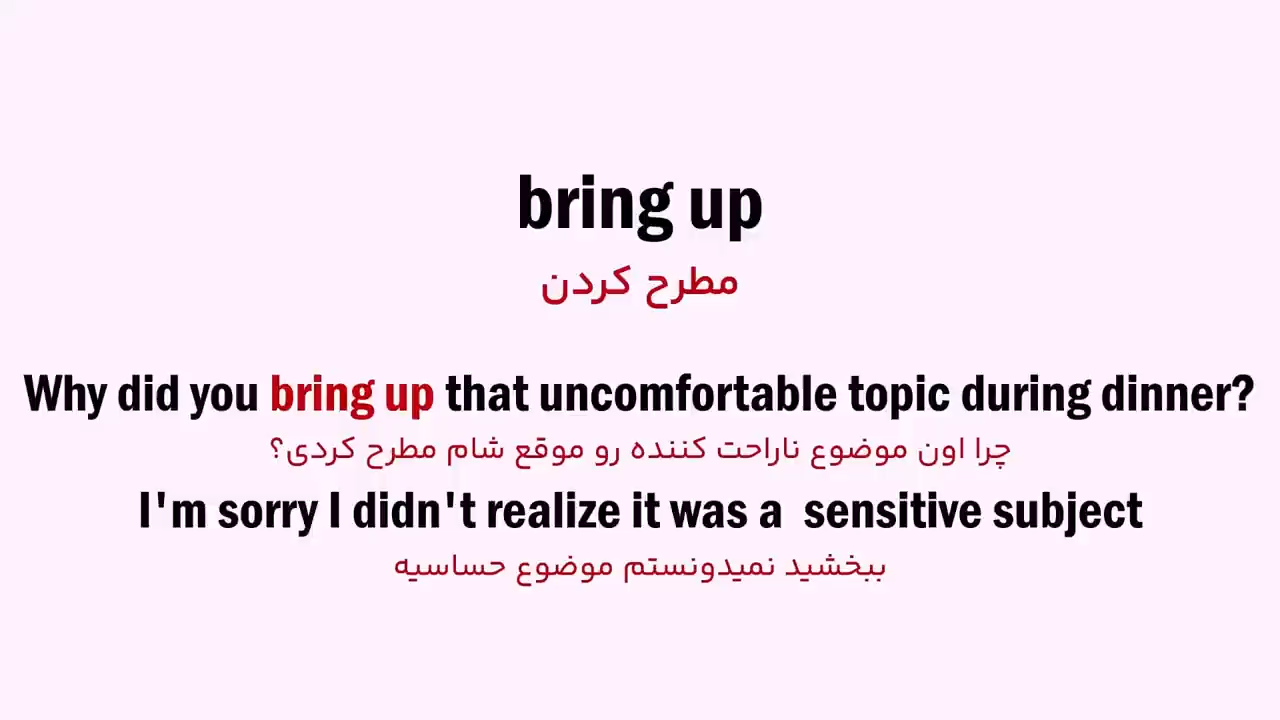 bring up
مطرح کردن
Why did you bring up that uncomfortable topic during dinner?
چرا اون موضوع ناراحت کننده رو موقع شام مطرح کردی؟
I'm sorry I didn't realize it was a  sensitive subject
ببخشید نمیدونستم موضوع حساسیه